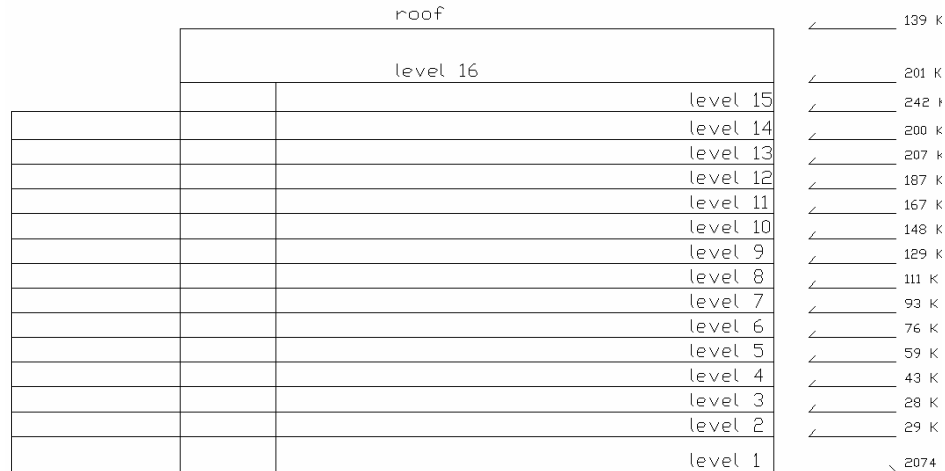 roof
139 K
level 16
201 K
level 15
242 K
level 14
200 K
level 13
207 K
level 12
187 K
level 11
167 K
level 10
148 K
level 9
129 K
level 8
111 K
level 7
93 K
level 6
76 K
level 5
59 K
level 4
43 K
level 3
28 K
level 2
29 K
level 1
2074